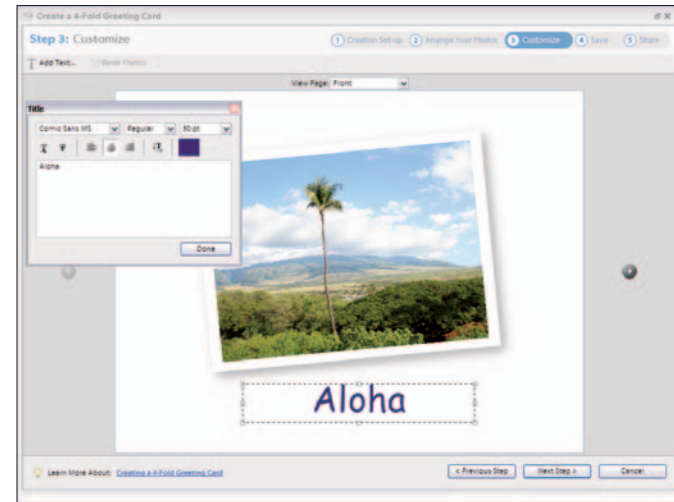 Create a 4-Fold Greeting Card
Step 3: Customize
1 Creation Set-up 2 Arrange Your Photos 3 Customize 4 Save 5 Share
Add Text... Reset Photos
View Page: Front
Title
Comic Sans MS Regular 30 pt
Aloha
Done
Aloha
Learn More About: Creating a 4-Fold Greeting Card
< Previous Step Next Step > Cancel